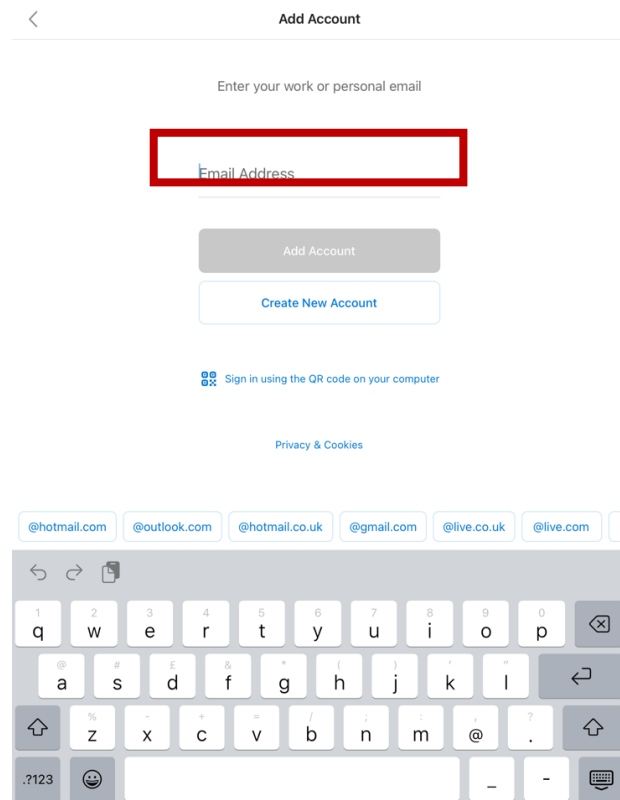 Add Account
Enter your work or personal email
Email Address
Add Account
Create New Account
Sign in using the QR code on your computer
Privacy & Cookies
@hotmail.com @outlook.com @hotmail.co.uk @gmail.com @live.co.uk @live.com
1 2 3 4 5 6 7 8 9 0
q w e r t y u i o p
@ # £ & * ( ) ' "
a s d f g h j k l
% - + = / ; : , ?
z x c v b n m @ .
.?123 _ -